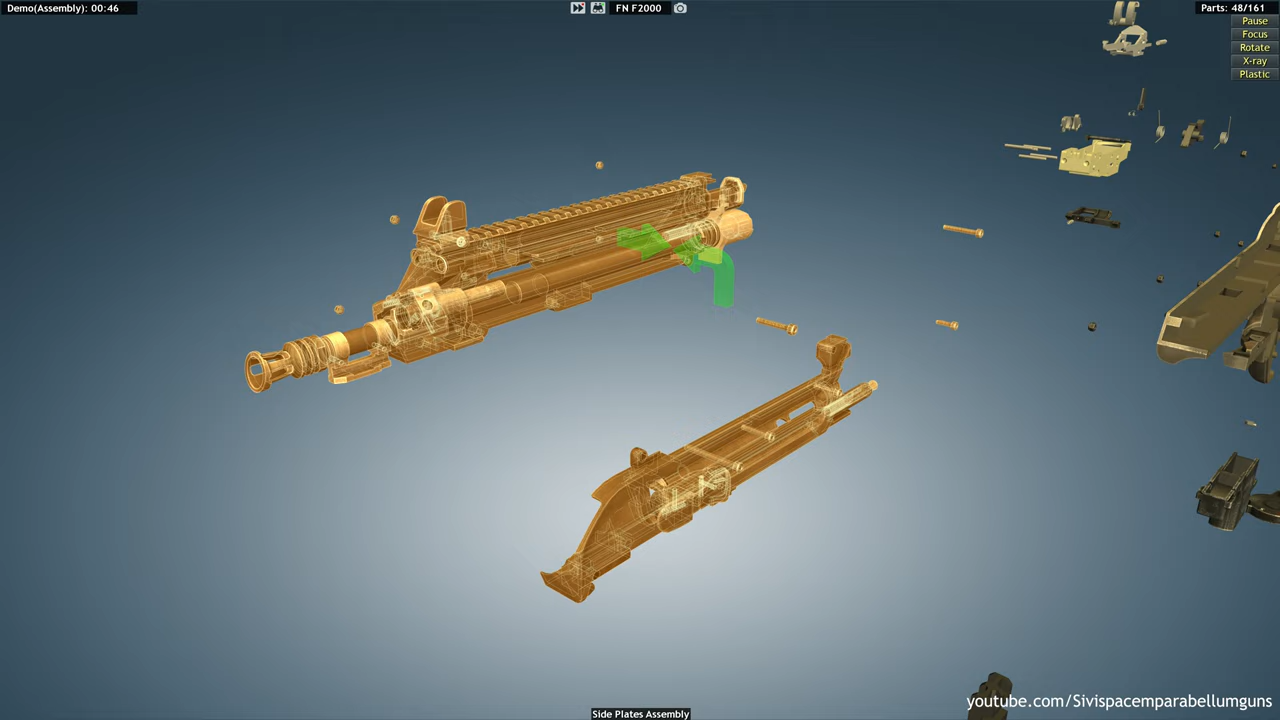 Demo(Assembly): 00:46
FN F2000
Parts: 48/161
Pause
Focus
Rotate
X-ray
Plastic
youtube.com/Sivispacemparabellumguns
Side Plates Assembly